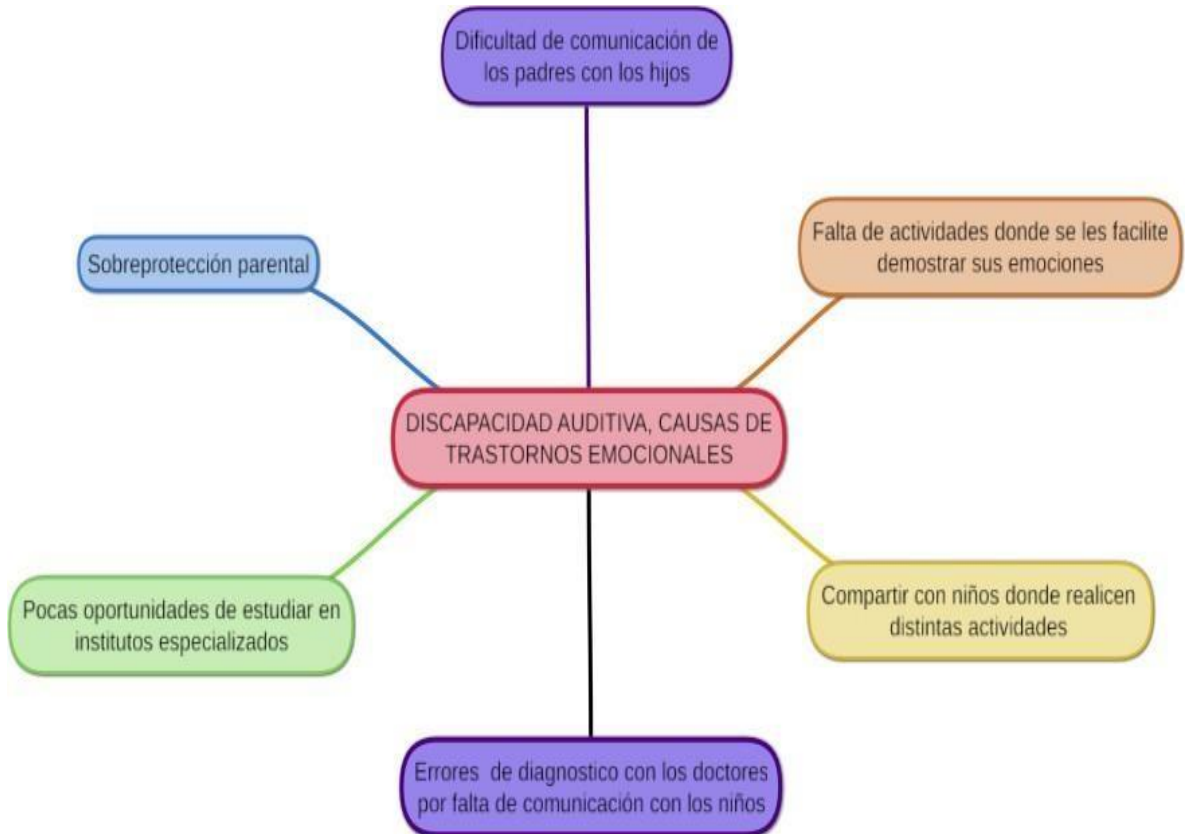 Dificultad de comunicación de
los padres con los hijos
Falta de actividades donde se les facilite
demostrar sus emociones
Sobreprotección parental
DISCAPACIDAD AUDITIVA, CAUSAS DE
TRASTORNOS EMOCIONALES
Pocas oportunidades de estudiar en
institutos especializados
Compartir con niños donde realicen
distintas actividades
Errores de diagnostico con los doctores
por falta de comunicación con los niños